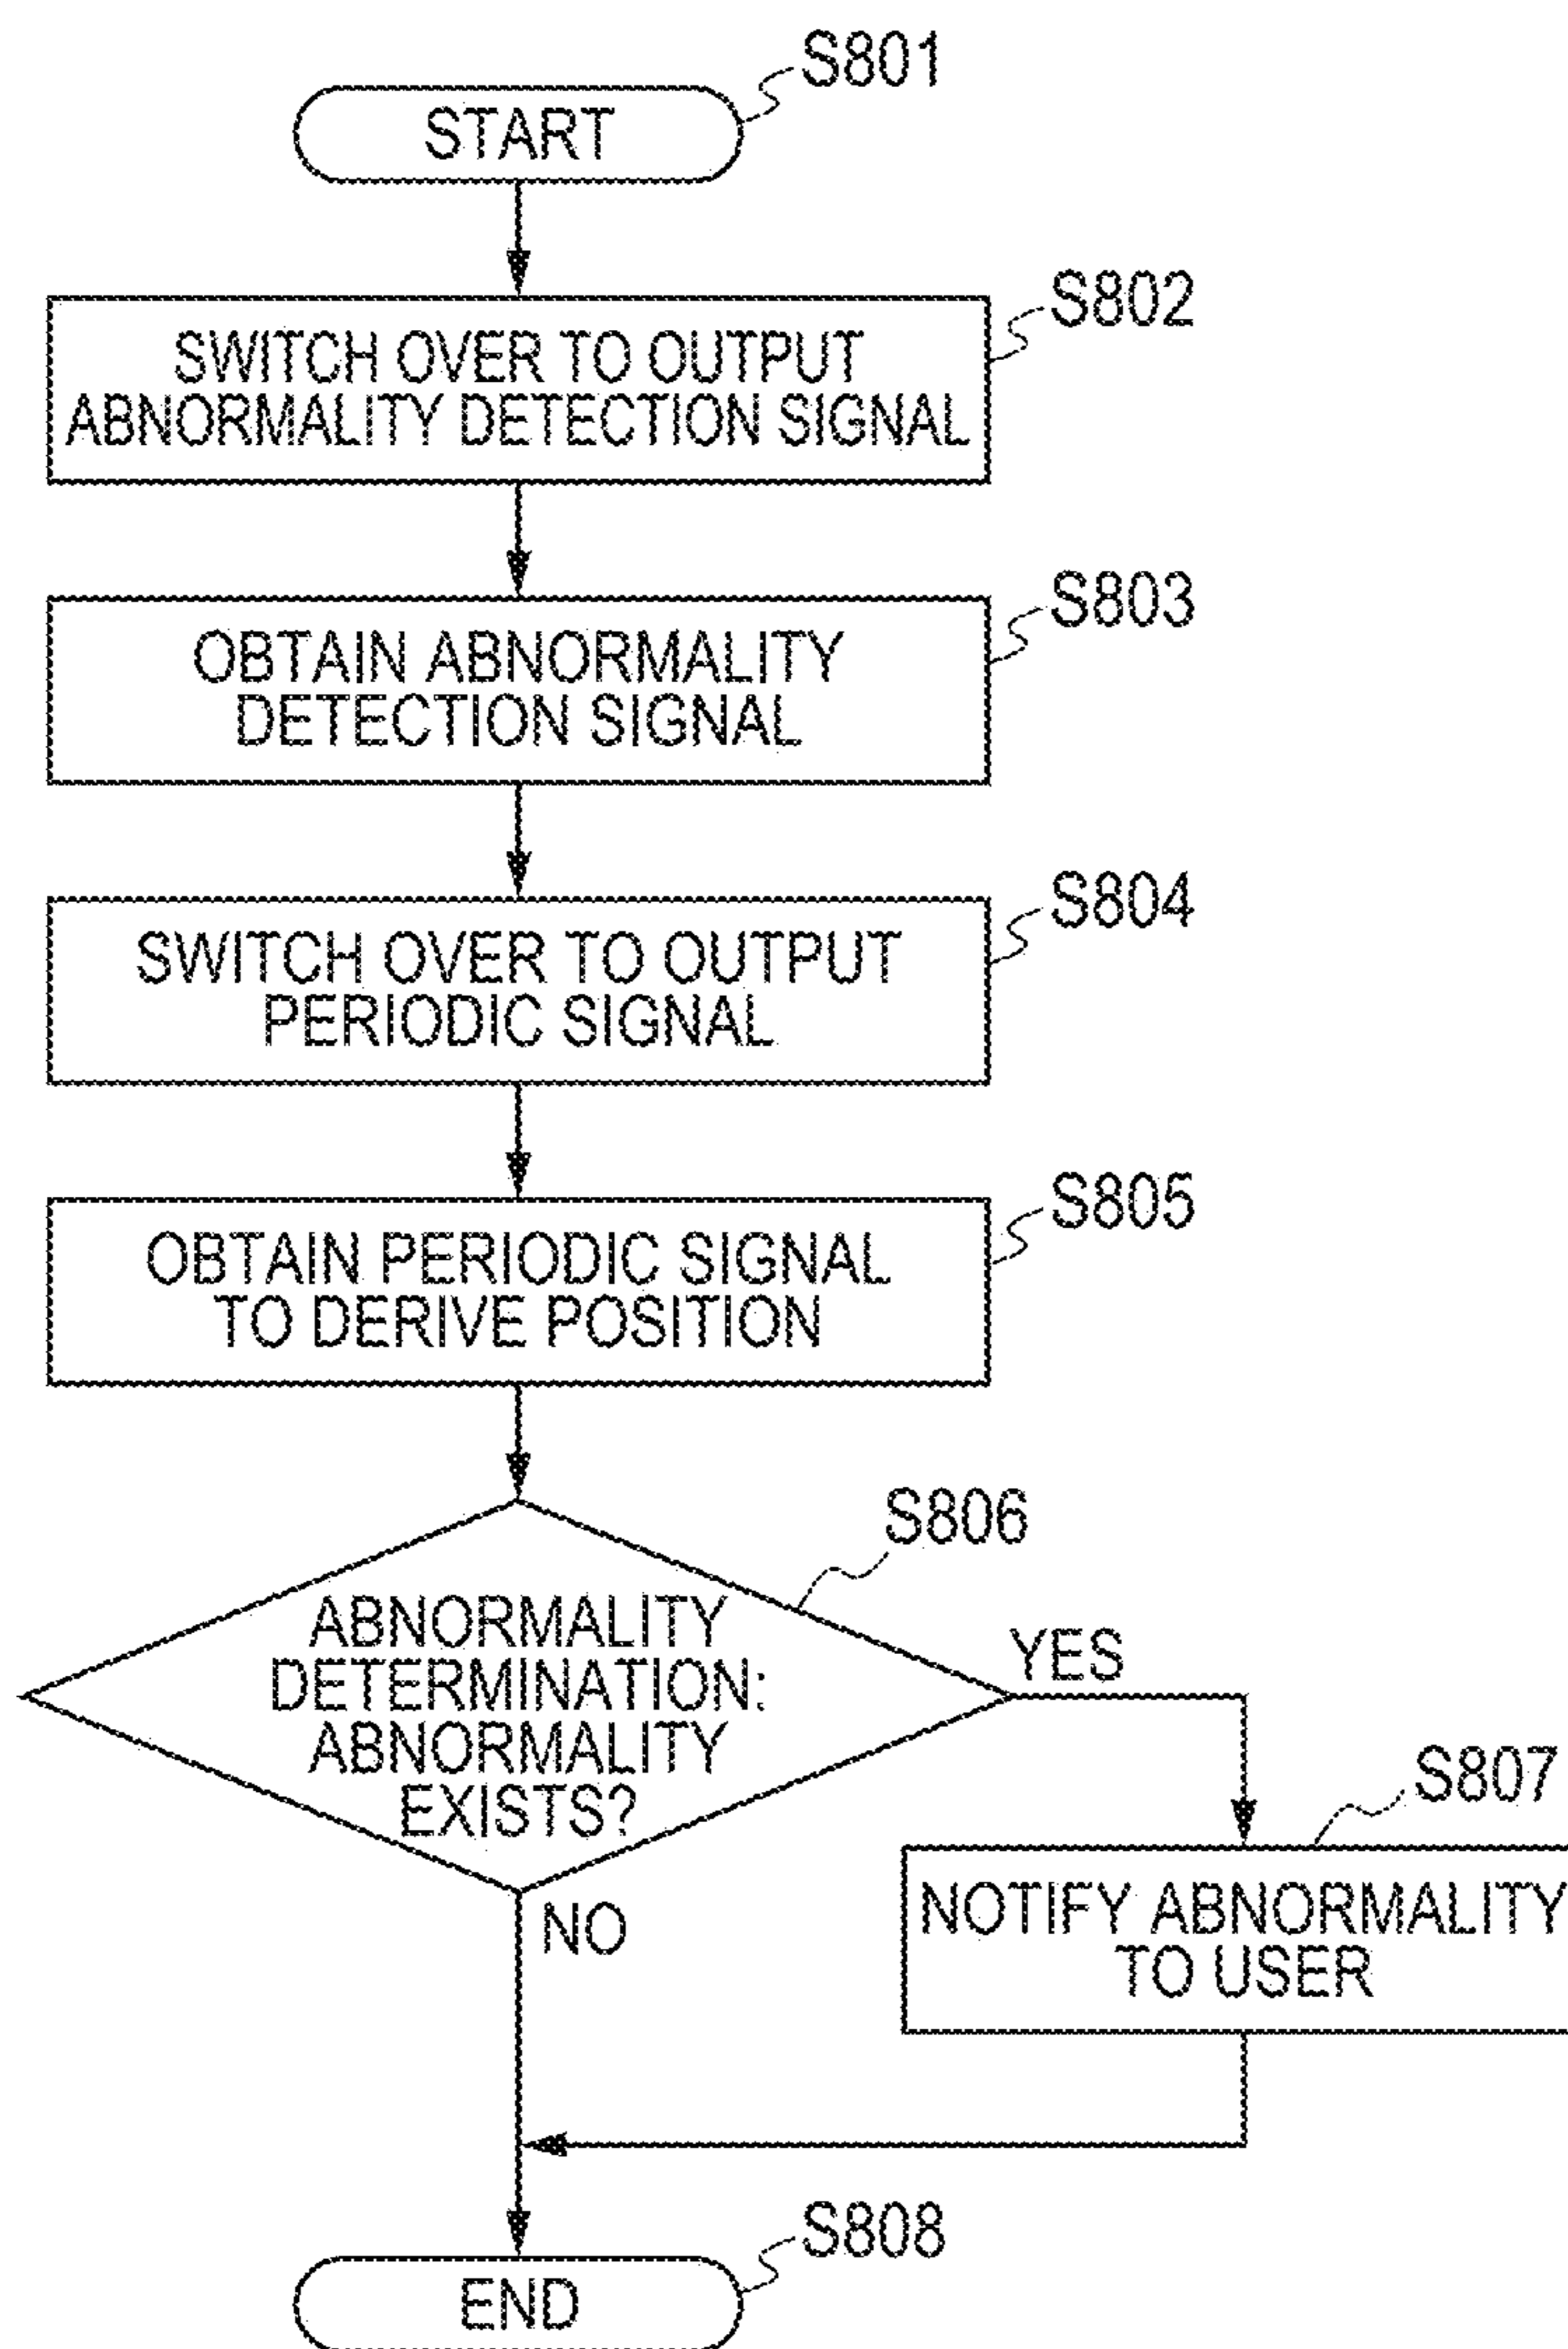 S801
START
S802
SWITCH OVER TO OUTPUT
ABNORMALITY DETECTION SIGNAL
S803
OBTAIN ABNORMALITY
DETECTION SIGNAL
S804
SWITCH OVER TO OUTPUT
PERIODIC SIGNAL
S805
OBTAIN PERIODIC SIGNAL
TO DERIVE POSITION
S806
ABNORMALITY
DETERMINATION:
ABNORMALITY
EXISTS?
YES
S807
NOTIFY ABNORMALITY
TO USER
NO
S808
END